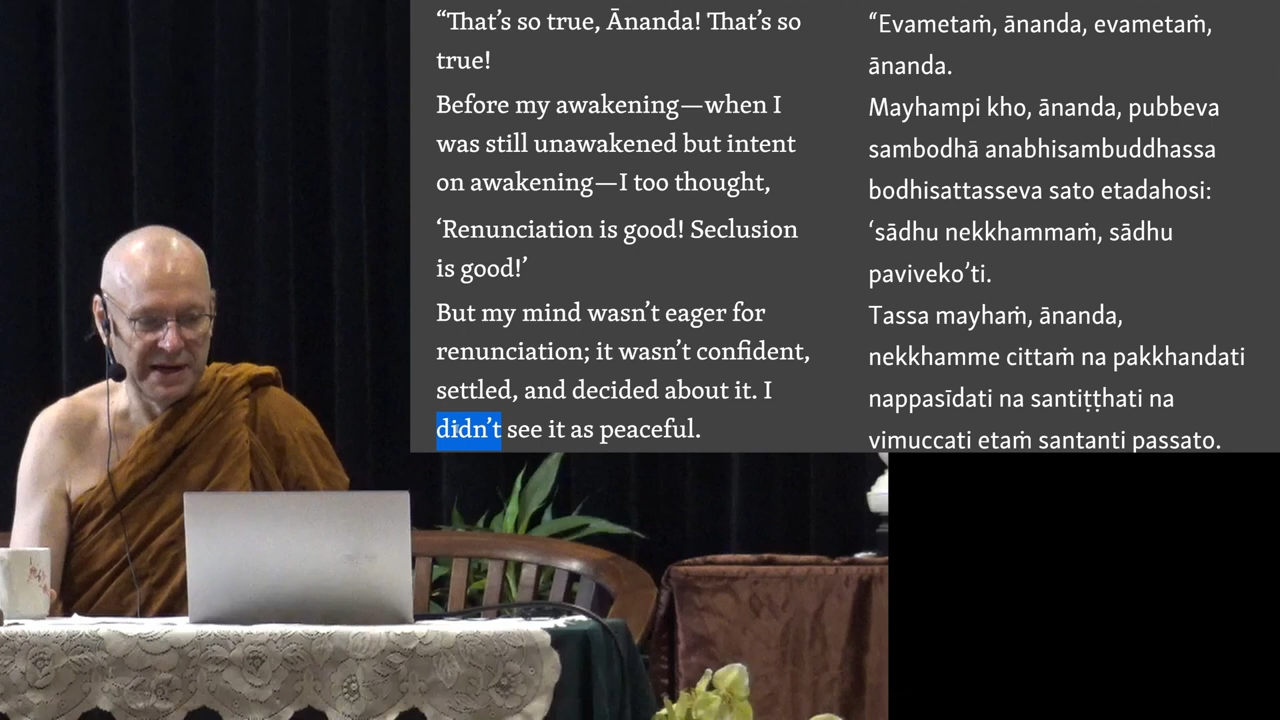 “That’s so true, Ānanda! That’s so
true!
Before my awakening—when I
was still unawakened but intent
on awakening—I too thought,
‘Renunciation is good! Seclusion
is good!’
But my mind wasn’t eager for
renunciation; it wasn’t confident,
settled, and decided about it. I
didn’t see it as peaceful.
“Evametaṁ, ānanda, evametaṁ,
ānanda.
Mayhampi kho, ānanda, pubbeva
sambodhā anabhisambuddhassa
bodhisattasseva sato etadahosi:
‘sādhu nekkhammaṁ, sādhu
paviveko’ti.
Tassa mayhaṁ, ānanda,
nekkhamme cittaṁ na pakkhandati
nappasīdati na santiṭṭhati na
vimuccati etaṁ santanti passato.